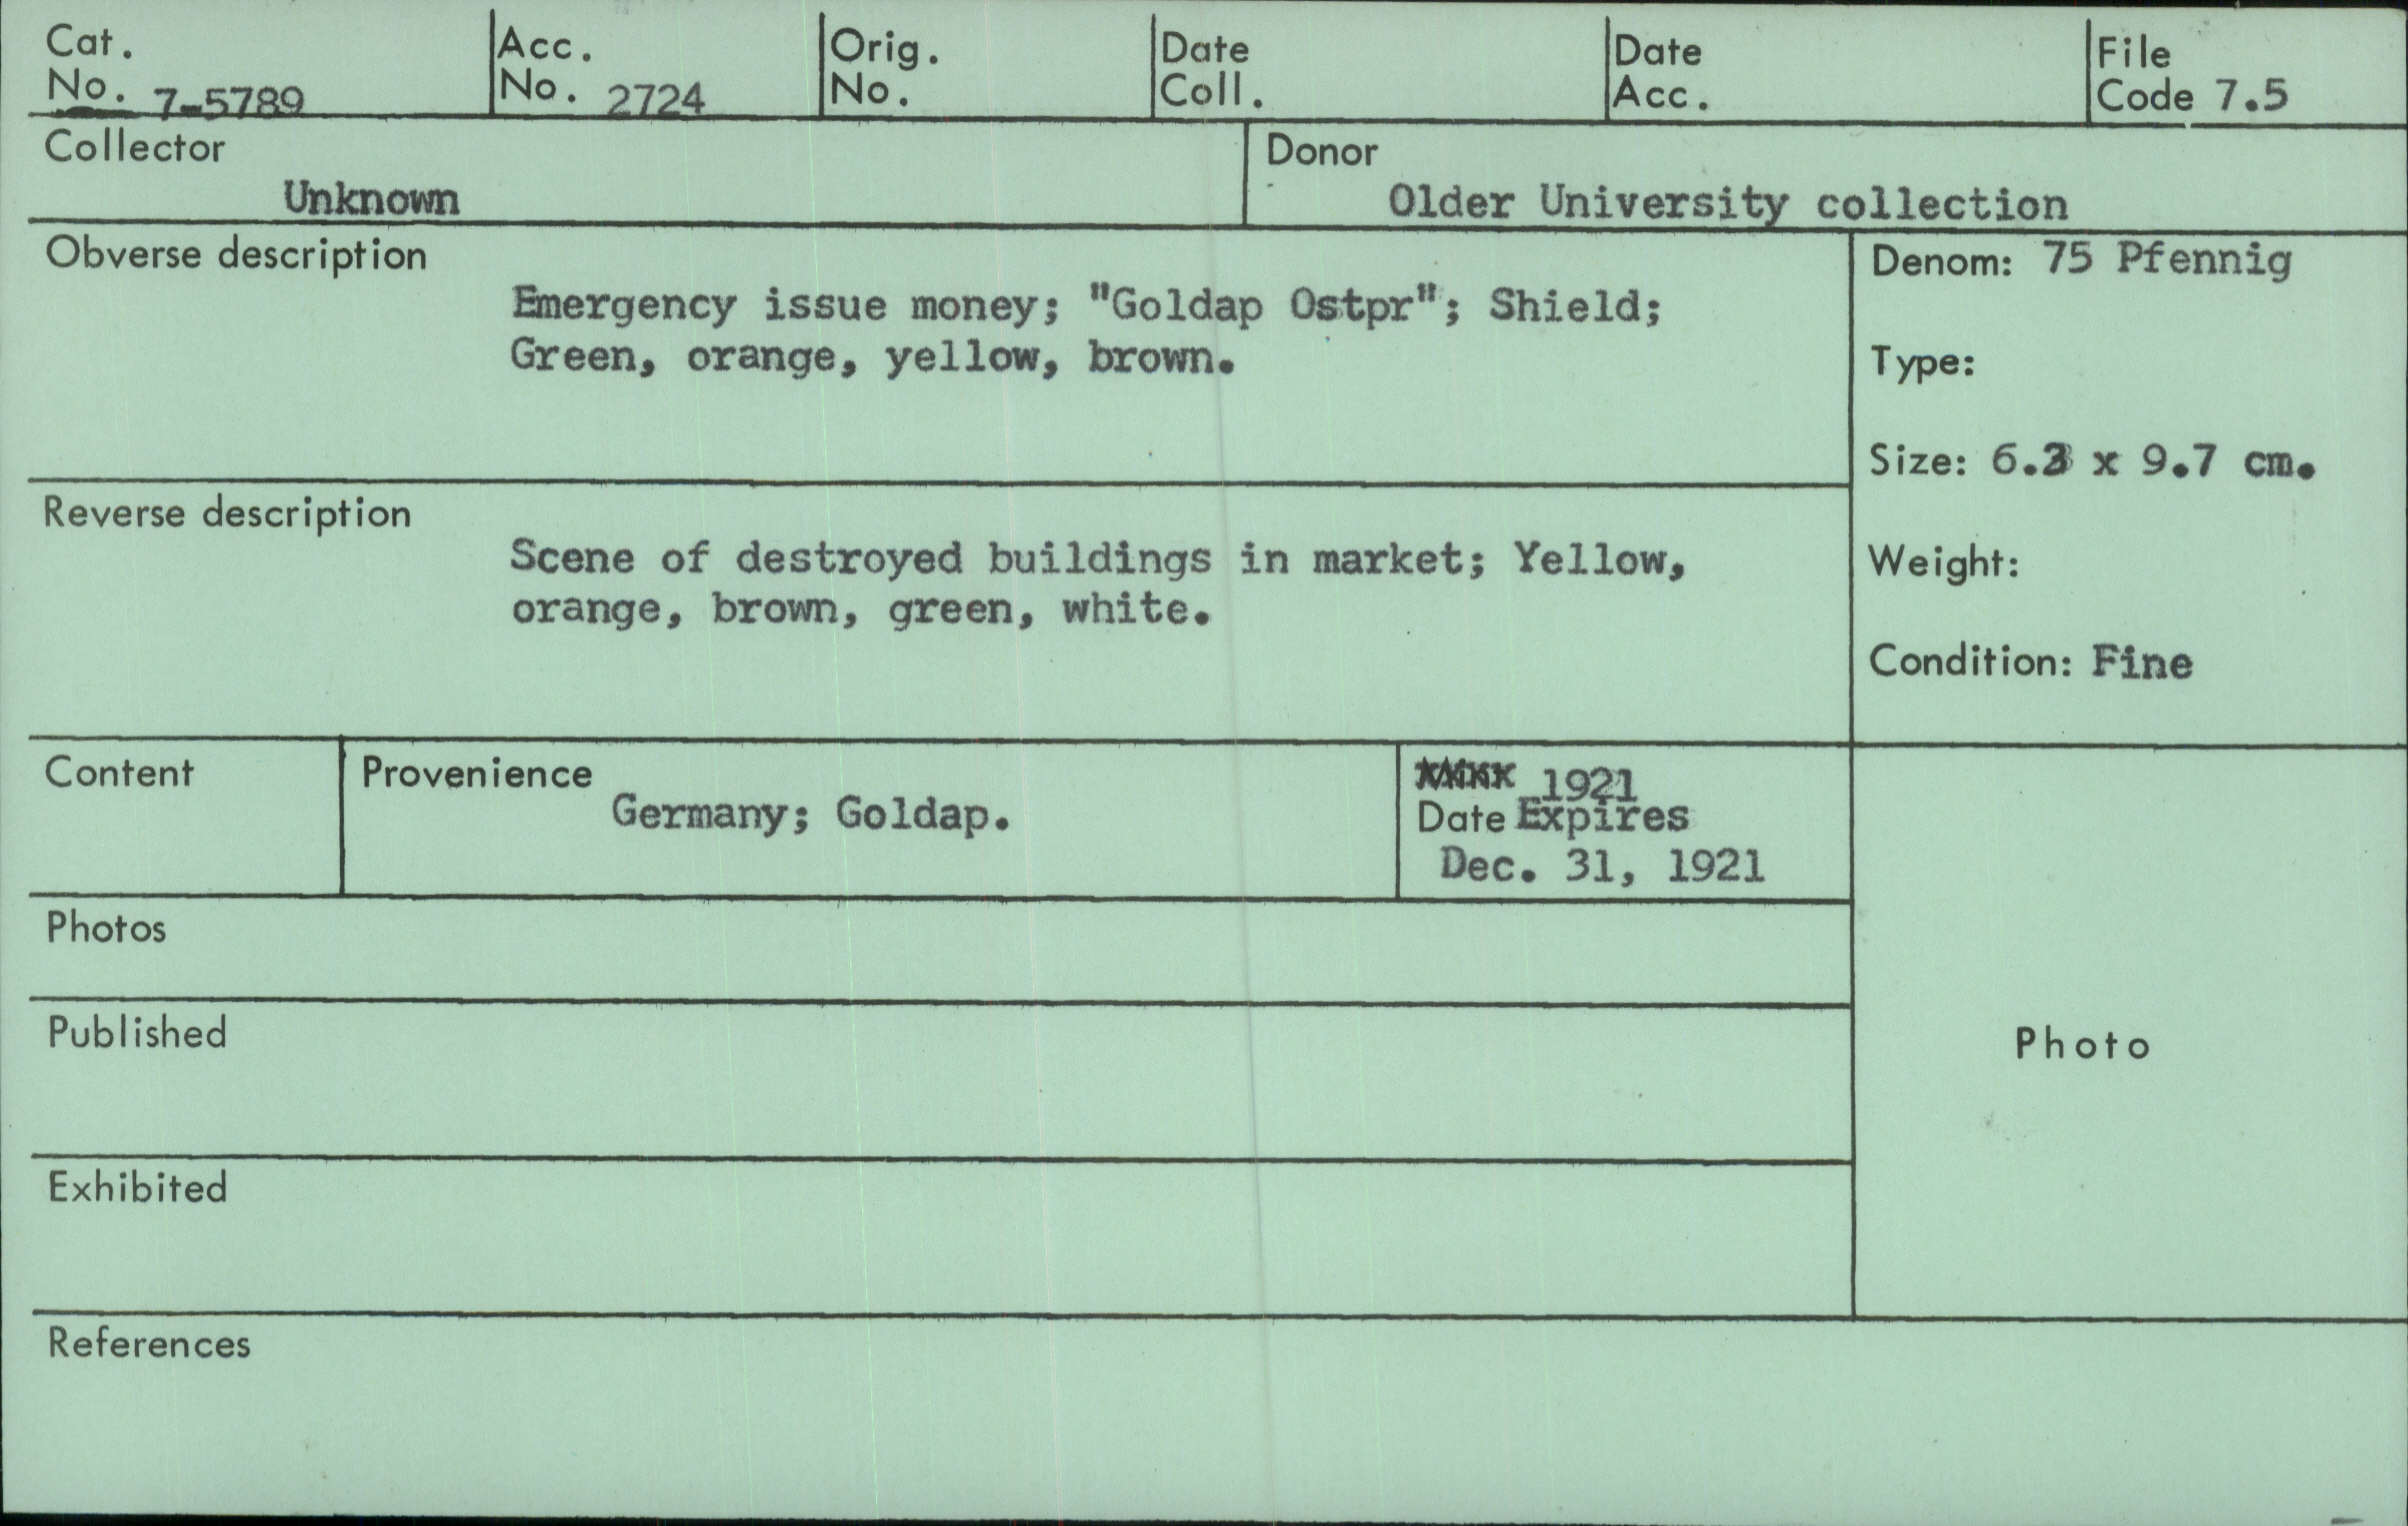 Cat. No. 7-5789
Acc. No. 2724
Orig. No.
Date Coll.
Date Acc.
File Code 7.5
Collector
Unknown
Donor
Older University collection
Obverse description
Emergency issue money; "Goldap Ostpr"; Shield;
Green, orange, yellow, brown.
Denom: 75 Pfennig
Type:
Size: 6.3 x 9.7 cm.
Weight:
Condition: Fine
Reverse description
Scene of destroyed buildings in market; Yellow,
orange, brown, green, white.
Content
Provenience
Germany; Goldap.
1921
Date Expires
Dec. 31, 1921
Photos
Published
Photo
Exhibited
References